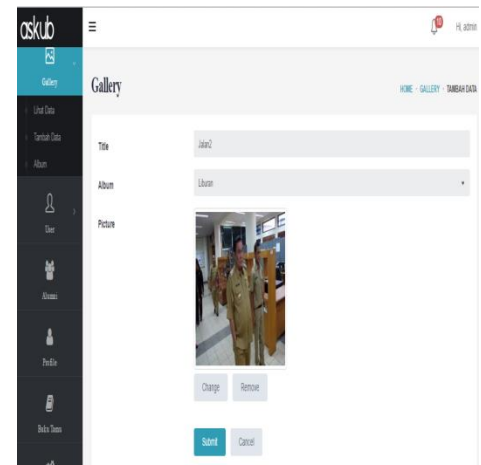 askub
Hi, admin
Gallery
Lihat Data
Tambah Data
Album
User
Alumni
Profile
Buku Tamu
Gallery
HOME - GALLERY - TAMBAH DATA
Title
Jalan2
Album
Liburan
Picture
Change
Remove
Submit
Cancel